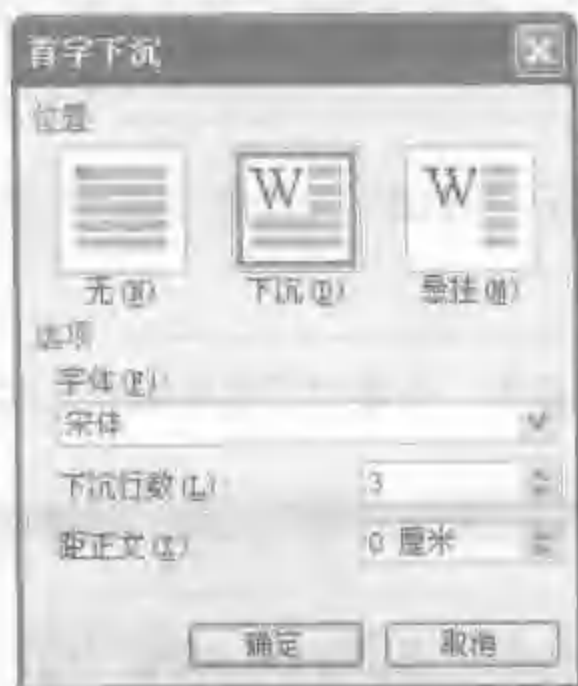 首字下沉
位置
W W
无(N) 下沉(D) 悬挂(M)
选项
字体(F):
宋体
下沉行数(L): 3
距正文(X): 0 厘米
确定 取消